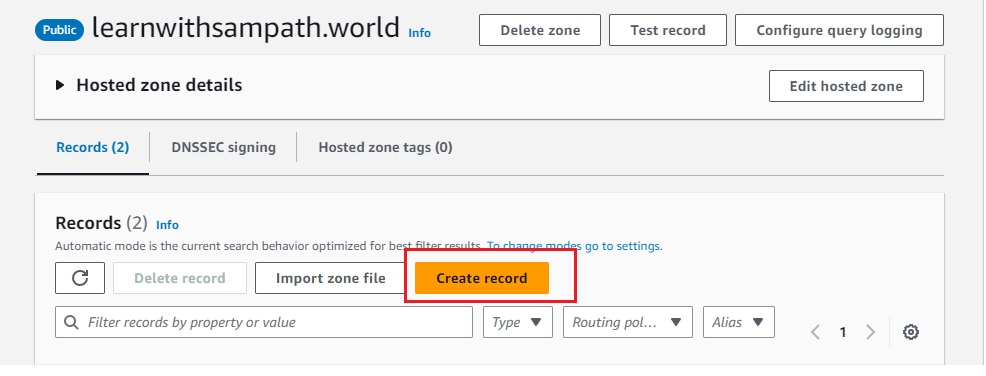 Public learnwithsampath.world Info Delete zone Test record Configure query logging
Hosted zone details Edit hosted zone
Records (2) DNSSEC signing Hosted zone tags (0)
Records (2) Info
Automatic mode is the current search behavior optimized for best filter results. To change modes go to settings.
Delete record Import zone file Create record
Filter records by property or value Type Routing pol... Alias 1